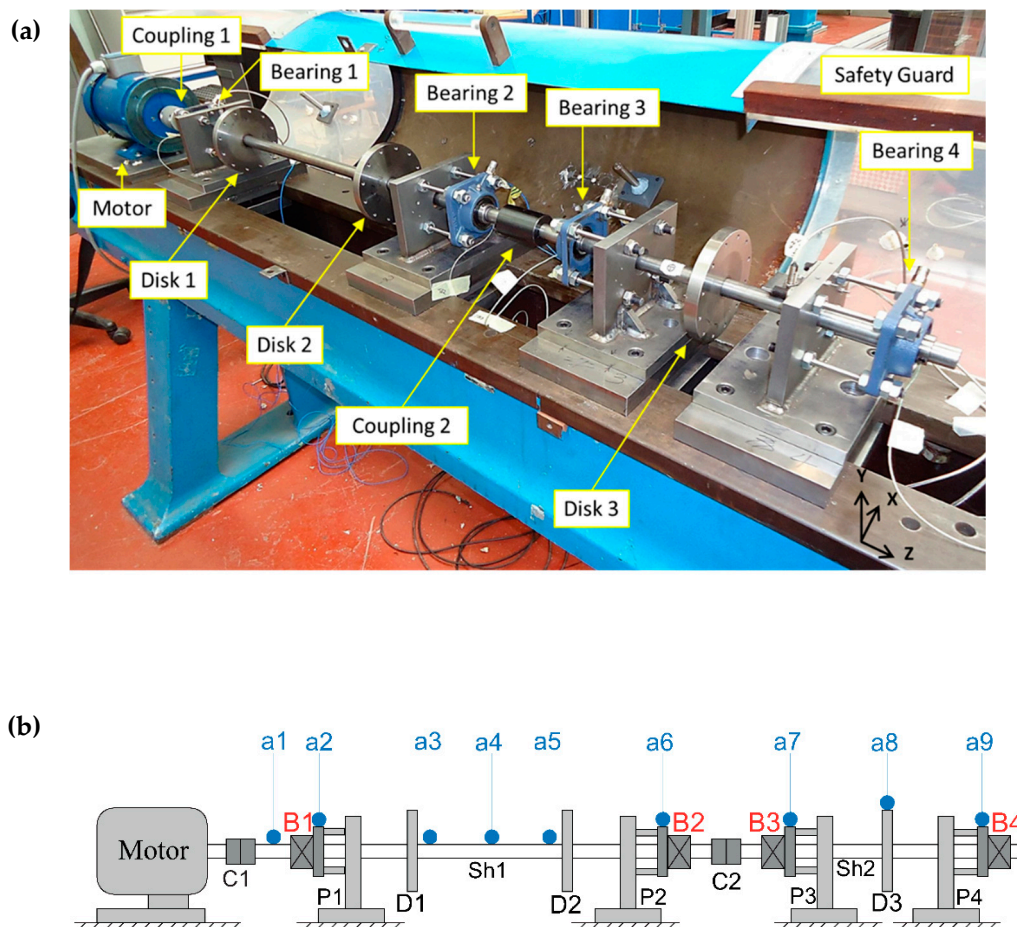 (a)
Coupling 1
Bearing 1
Bearing 2
Bearing 3
Safety Guard
Bearing 4
Motor
Disk 1
Disk 2
Coupling 2
Disk 3
Y
X
Z
(b)
a1 a2 a3 a4 a5 a6 a7 a8 a9
B1 B2 B3 B4
Motor
C1 Sh1 C2 Sh2
P1 D1 D2 P2 P3 D3 P4